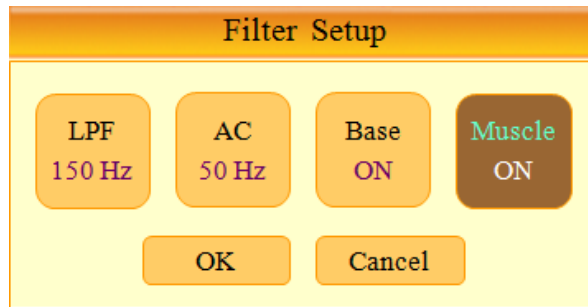 Filter Setup
LPF
150 Hz
AC
50 Hz
Base
ON
Muscle
ON
OK
Cancel